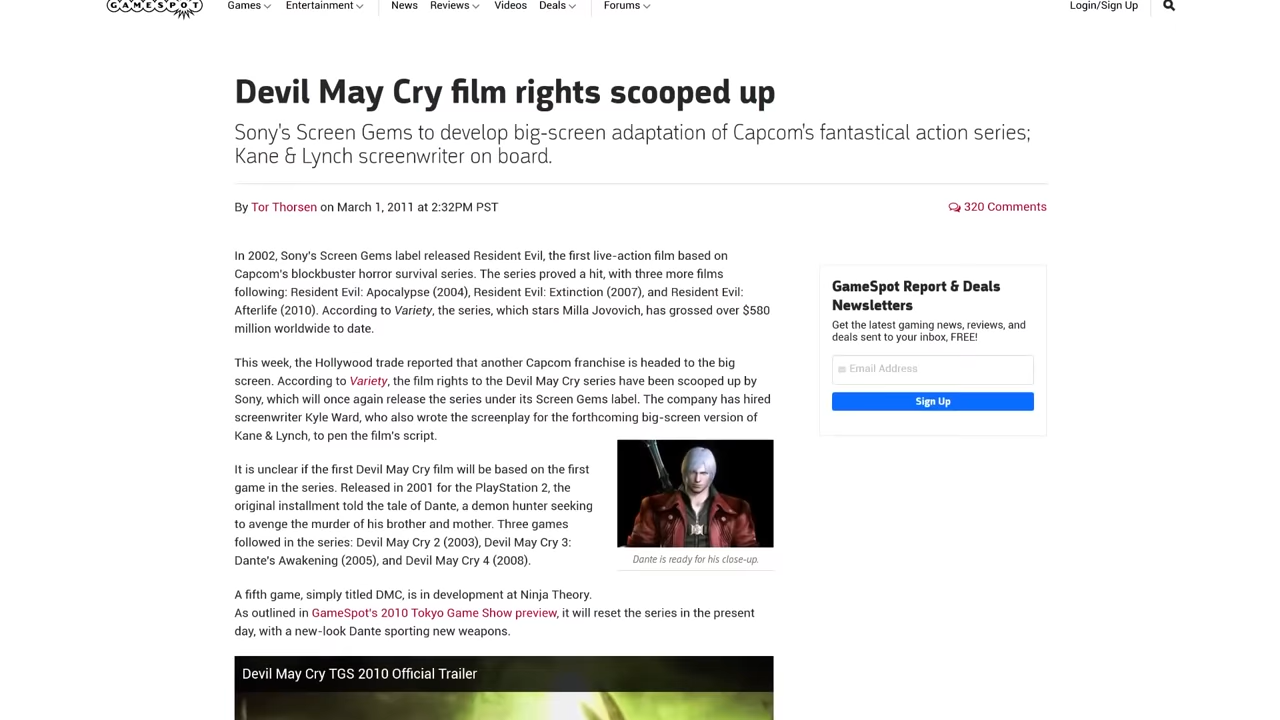 GAMESPOT
Games Entertainment News Reviews Videos Deals Forums Login/Sign Up
Devil May Cry film rights scooped up
Sony's Screen Gems to develop big-screen adaptation of Capcom's fantastical action series;
Kane & Lynch screenwriter on board.
By Tor Thorsen on March 1, 2011 at 2:32PM PST
320 Comments
In 2002, Sony's Screen Gems label released Resident Evil, the first live-action film based on
Capcom's blockbuster horror survival series. The series proved a hit, with three more films
following: Resident Evil: Apocalypse (2004), Resident Evil: Extinction (2007), and Resident Evil:
Afterlife (2010). According to Variety, the series, which stars Milla Jovovich, has grossed over $580
million worldwide to date.
This week, the Hollywood trade reported that another Capcom franchise is headed to the big
screen. According to Variety, the film rights to the Devil May Cry series have been scooped up by
Sony, which will once again release the series under its Screen Gems label. The company has hired
screenwriter Kyle Ward, who also wrote the screenplay for the forthcoming big-screen version of
Kane & Lynch, to pen the film's script.
It is unclear if the first Devil May Cry film will be based on the first
game in the series. Released in 2001 for the PlayStation 2, the
original installment told the tale of Dante, a demon hunter seeking
to avenge the murder of his brother and mother. Three games
followed in the series: Devil May Cry 2 (2003), Devil May Cry 3:
Dante's Awakening (2005), and Devil May Cry 4 (2008).
Dante is ready for his close-up.
A fifth game, simply titled DMC, is in development at Ninja Theory.
As outlined in GameSpot's 2010 Tokyo Game Show preview, it will reset the series in the present
day, with a new-look Dante sporting new weapons.
Devil May Cry TGS 2010 Official Trailer
GameSpot Report & Deals
Newsletters
Get the latest gaming news, reviews, and
deals sent to your inbox, FREE!
Email Address
Sign Up